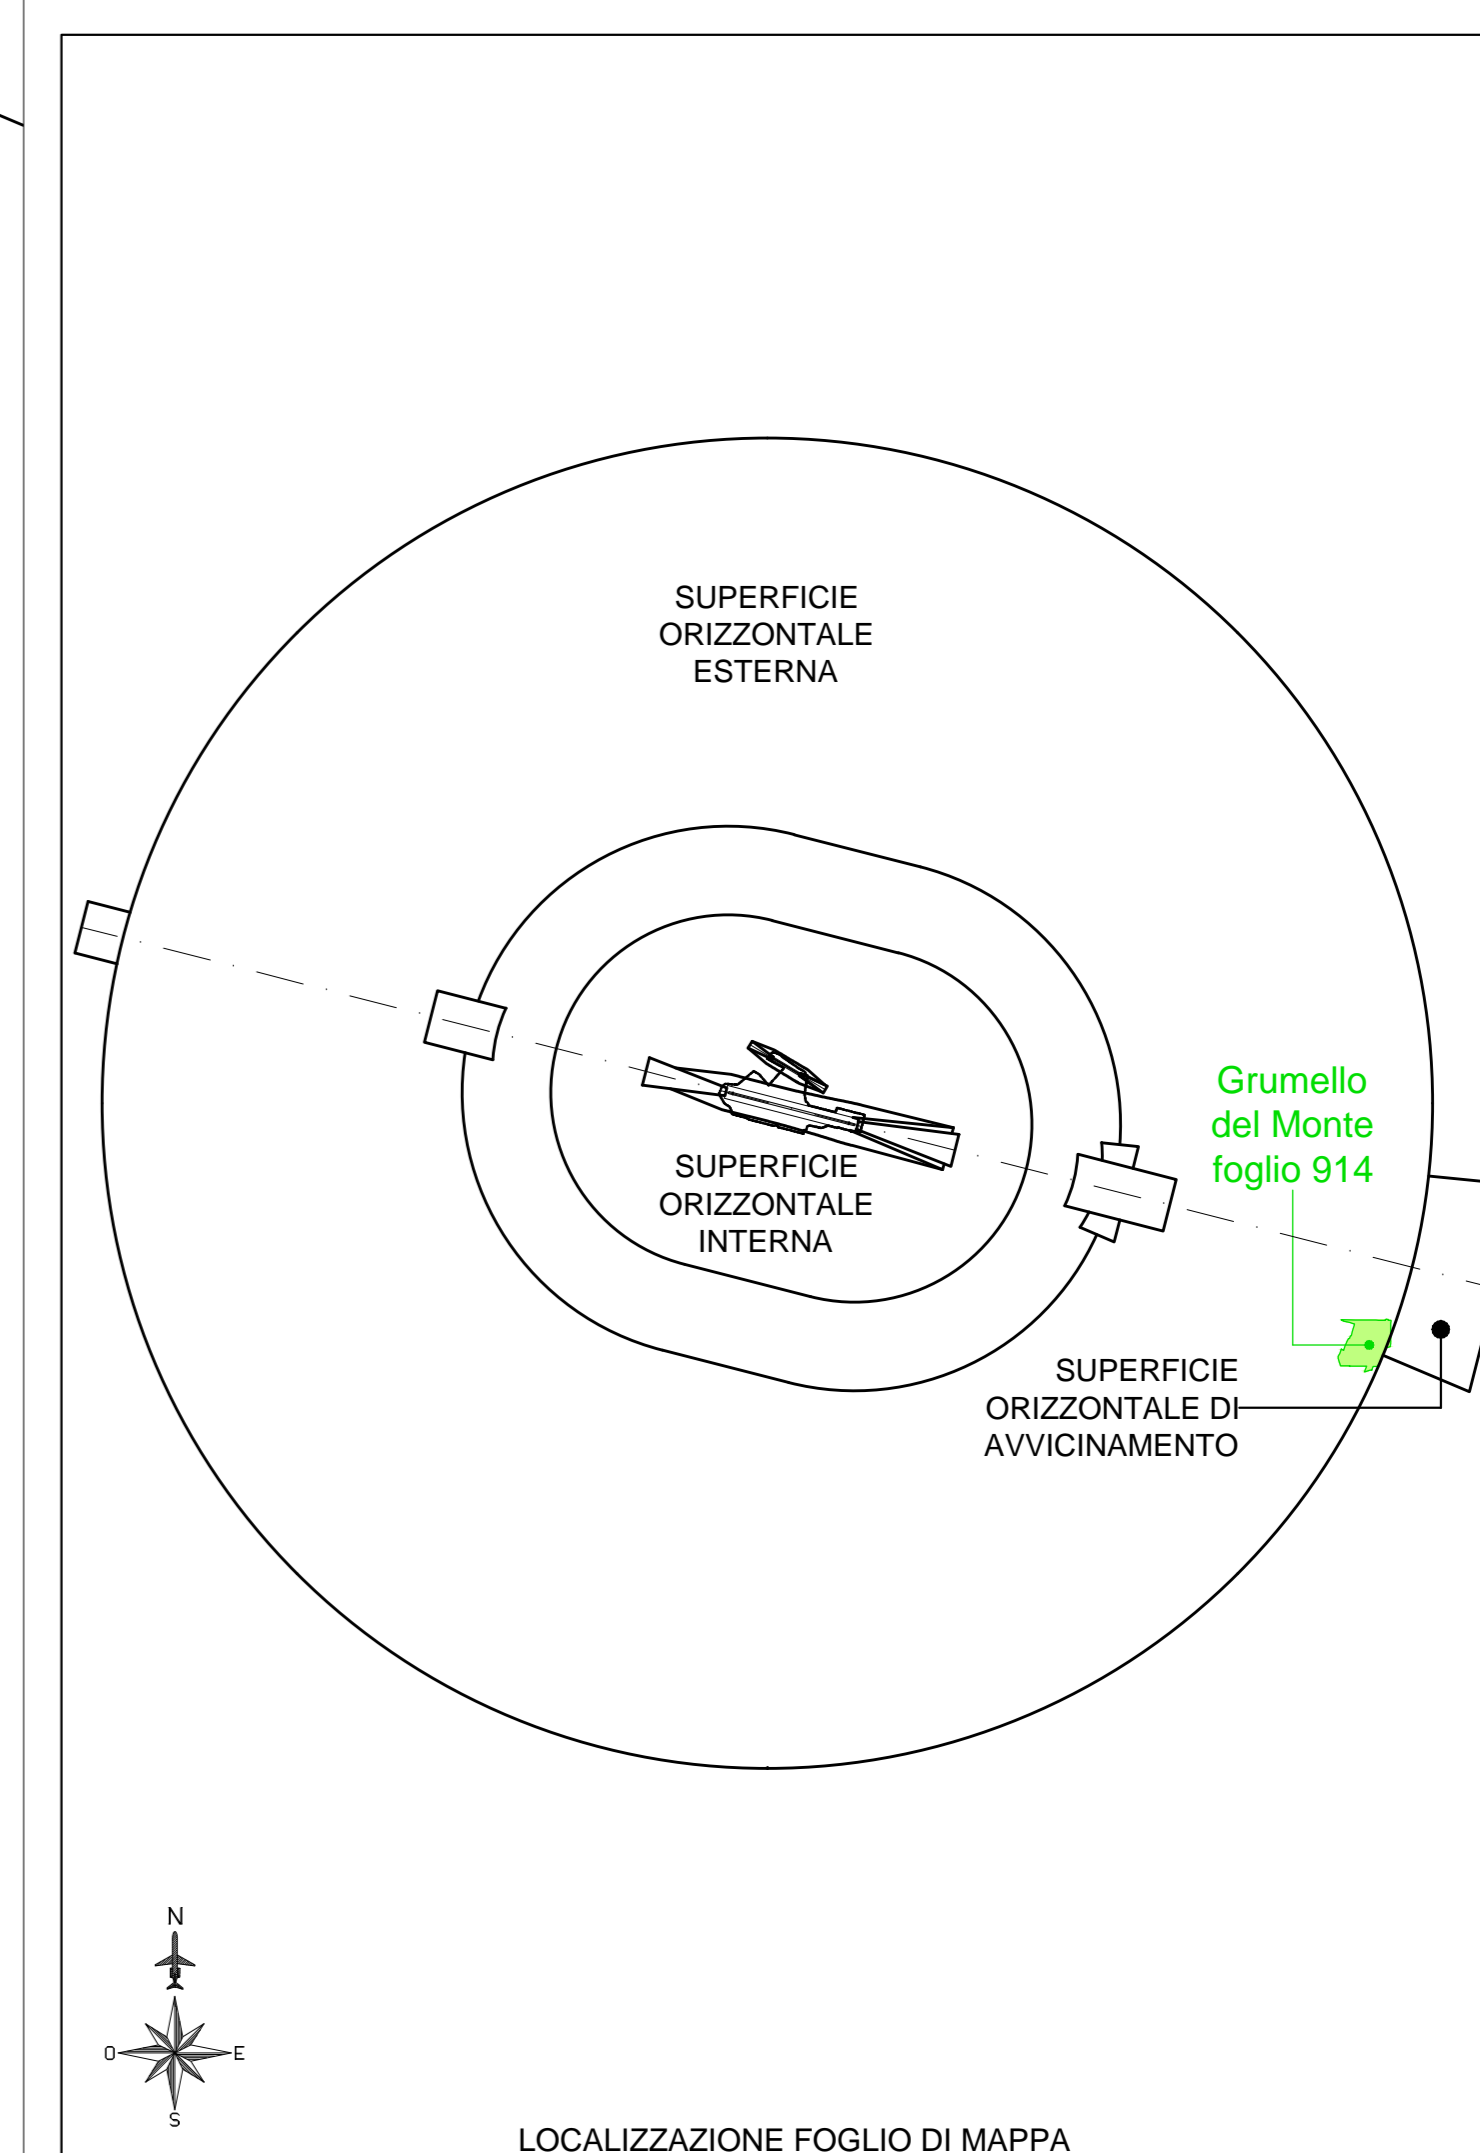 SUPERFICIE
ORIZZONTALE
ESTERNA
Grumello
del Monte
foglio 914
SUPERFICIE
ORIZZONTALE
INTERNA
SUPERFICIE
ORIZZONTALE DI
AVVICINAMENTO
N
O
E
S
LOCALIZZAZIONE FOGLIO DI MAPPA